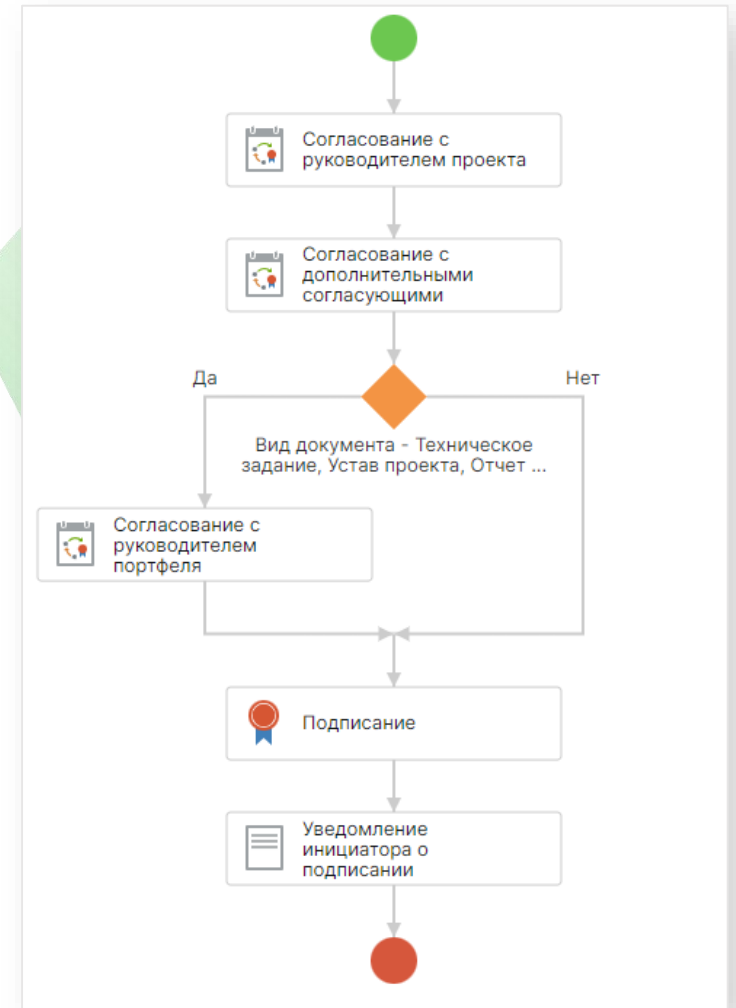 Согласование с
руководителем проекта
Согласование с
дополнительными
согласующими
Да
Нет
Вид документа - Техническое
задание, Устав проекта, Отчет ...
Согласование с
руководителем
портфеля
Подписание
Уведомление
инициатора о
подписании